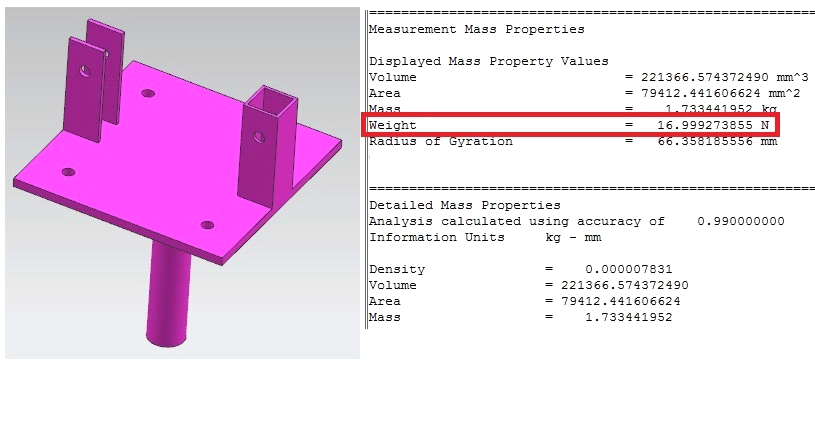 Measurement Mass Properties
Displayed Mass Property Values
Volume = 221366.574372490 mm^3
Area = 79412.441606624 mm^2
Mass = 1.733441952 kg
Weight = 16.999273855 N
Radius of Gyration = 66.358185556 mm
Detailed Mass Properties
Analysis calculated using accuracy of 0.990000000
Information Units kg - mm
Density = 0.000007831
Volume = 221366.574372490
Area = 79412.441606624
Mass = 1.733441952